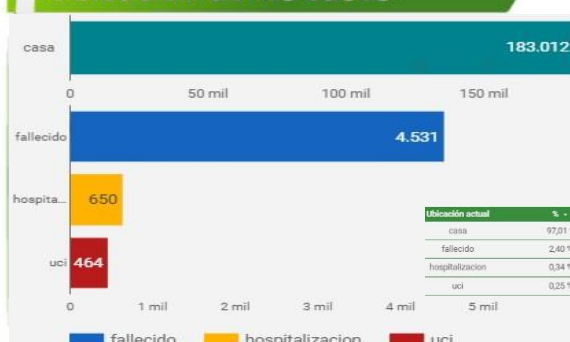 casa 183.012
0 50 mil 100 mil 150 mil
fallecido 4.531
hospita... 650
uci 464
0 1 mil 2 mil 3 mil 4 mil 5 mil
Ubicación actual %
casa 97,01
fallecido 2,40
hospitalizacion 0,34
uci 0,25
fallecido hospitalizacion uci